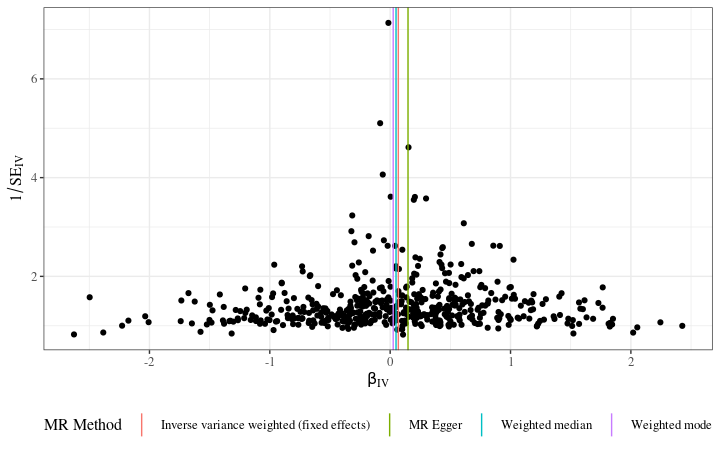 6
4
2
1/SE_IV
-2
-1
0
1
2
β_IV
MR Method
Inverse variance weighted (fixed effects)
MR Egger
Weighted median
Weighted mode